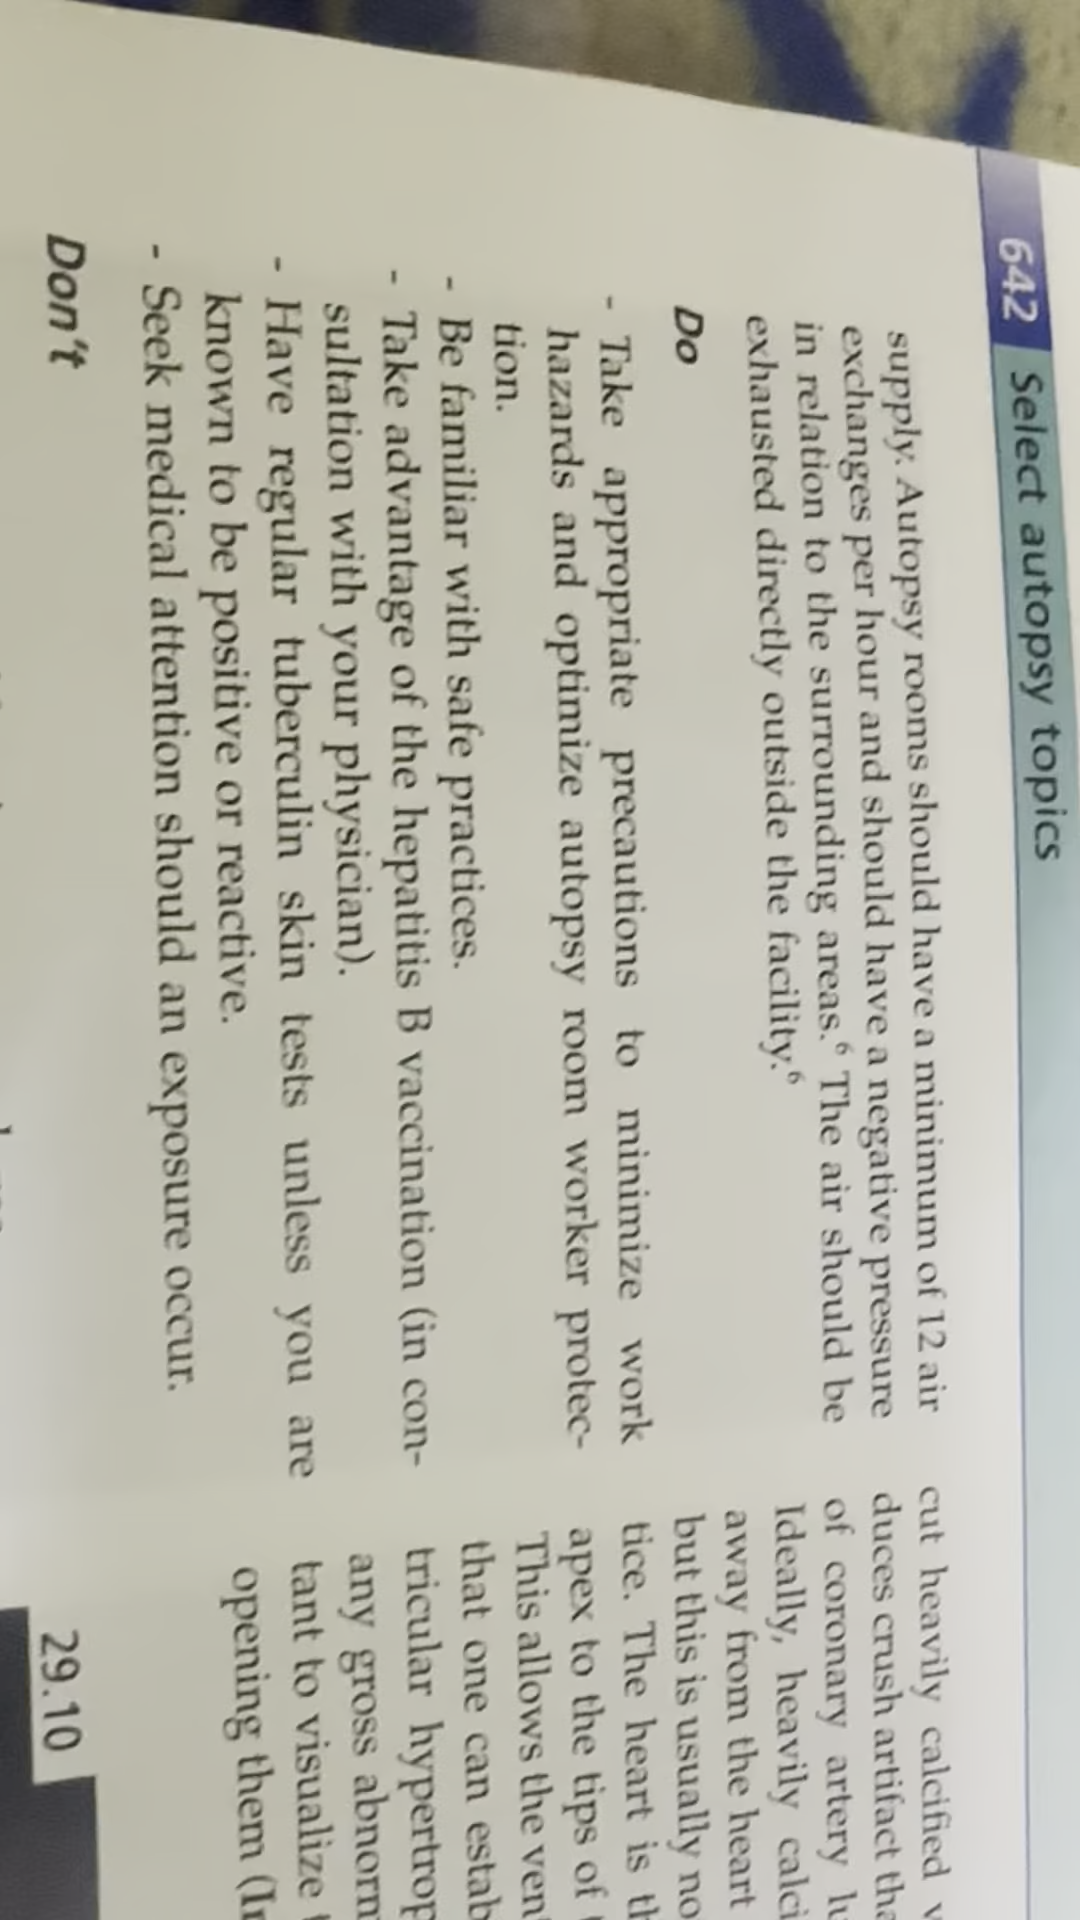 642 Select autopsy topics
supply. Autopsy rooms should have a minimum of 12 air
exchanges per hour and should have a negative pressure
in relation to the surrounding areas.6 The air should be
exhausted directly outside the facility.6
Do
- Take appropriate precautions to minimize work
hazards and optimize autopsy room worker protec-
tion.
- Be familiar with safe practices.
- Take advantage of the hepatitis B vaccination (in con-
sultation with your physician).
- Have regular tuberculin skin tests unless you are
known to be positive or reactive.
- Seek medical attention should an exposure occur.
Don't
cut heavily calcified
duces crush artifact
of coronary artery
Ideally, heavily
away from the heart
but this is usually
tice. The heart is
apex to the tips of
This allows the
that one can
tricular
any gross
tant to visualize
opening them
29.10